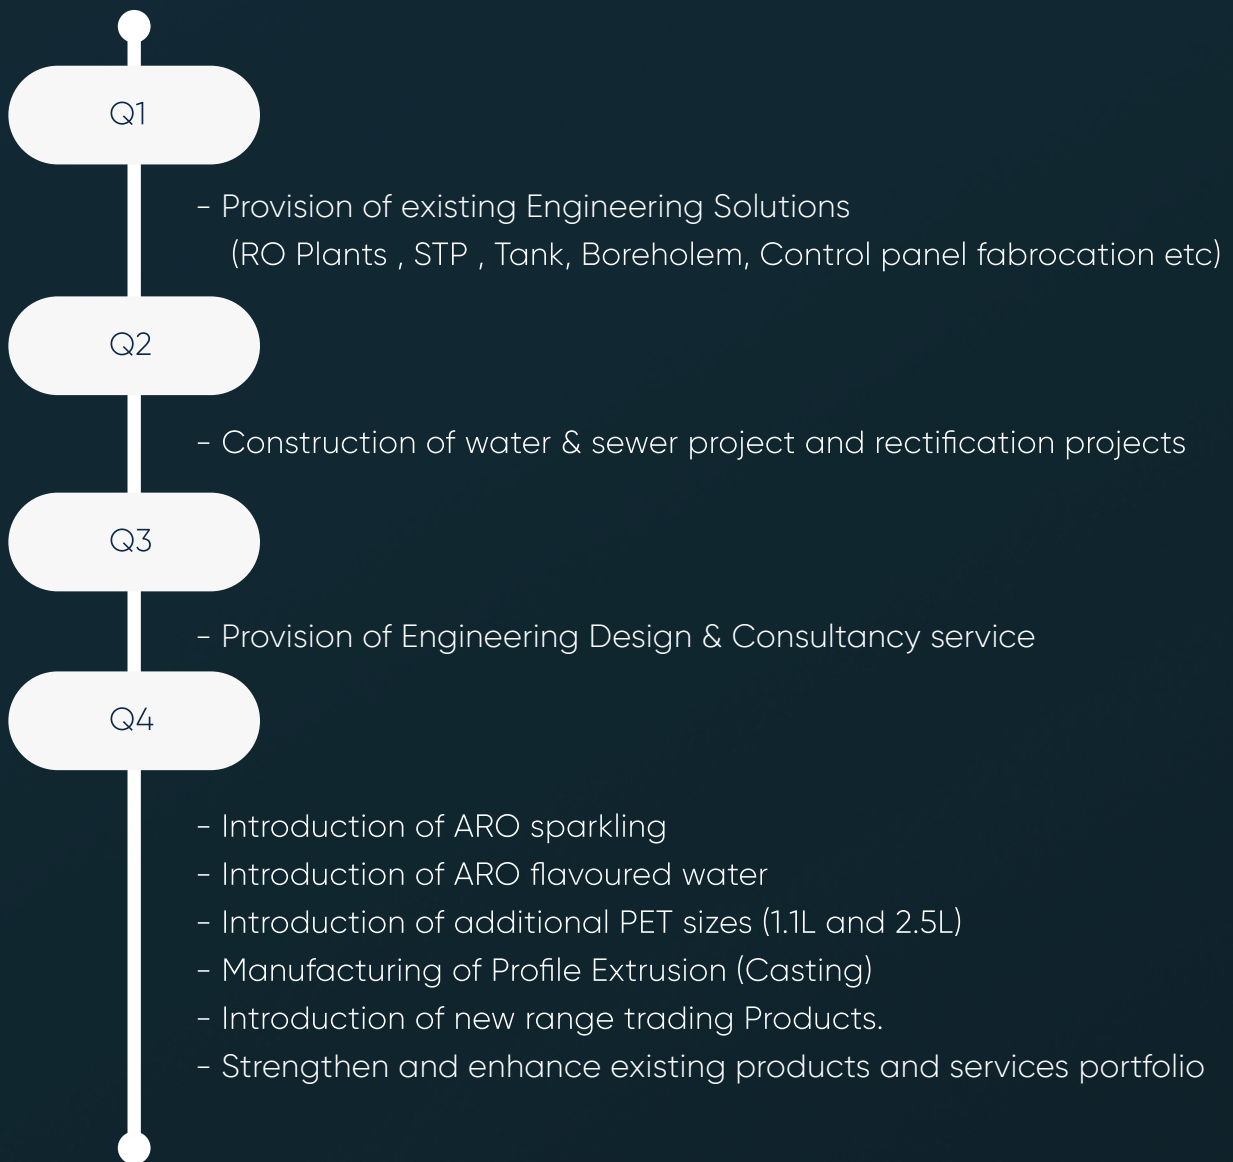 Q1
- Provision of existing Engineering Solutions
(RO Plants , STP , Tank, Boreholem, Control panel fabrocation etc)
Q2
- Construction of water & sewer project and rectification projects
Q3
- Provision of Engineering Design & Consultancy service
Q4
- Introduction of ARO sparkling
- Introduction of ARO flavoured water
- Introduction of additional PET sizes (1.1L and 2.5L)
- Manufacturing of Profile Extrusion (Casting)
- Introduction of new range trading Products.
- Strengthen and enhance existing products and services portfolio